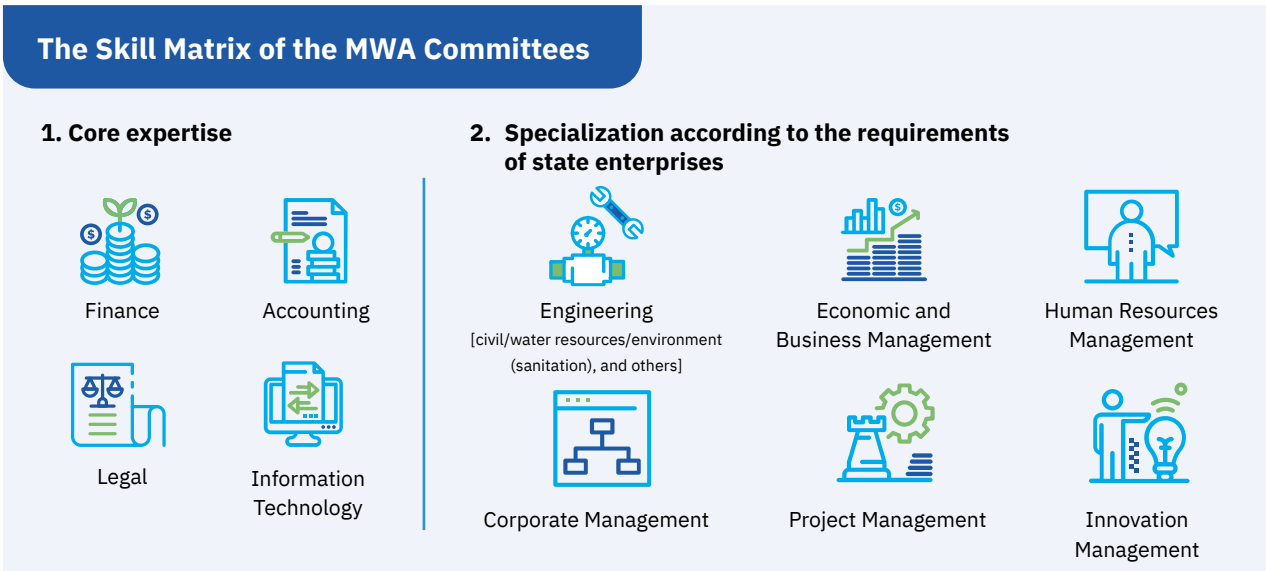 The Skill Matrix of the MWA Committees
1. Core expertise
Finance
Accounting
Legal
Information
Technology
2. Specialization according to the requirements
of state enterprises
Engineering
[civil/water resources/environment
(sanitation), and others]
Economic and
Business Management
Human Resources
Management
Corporate Management
Project Management
Innovation
Management